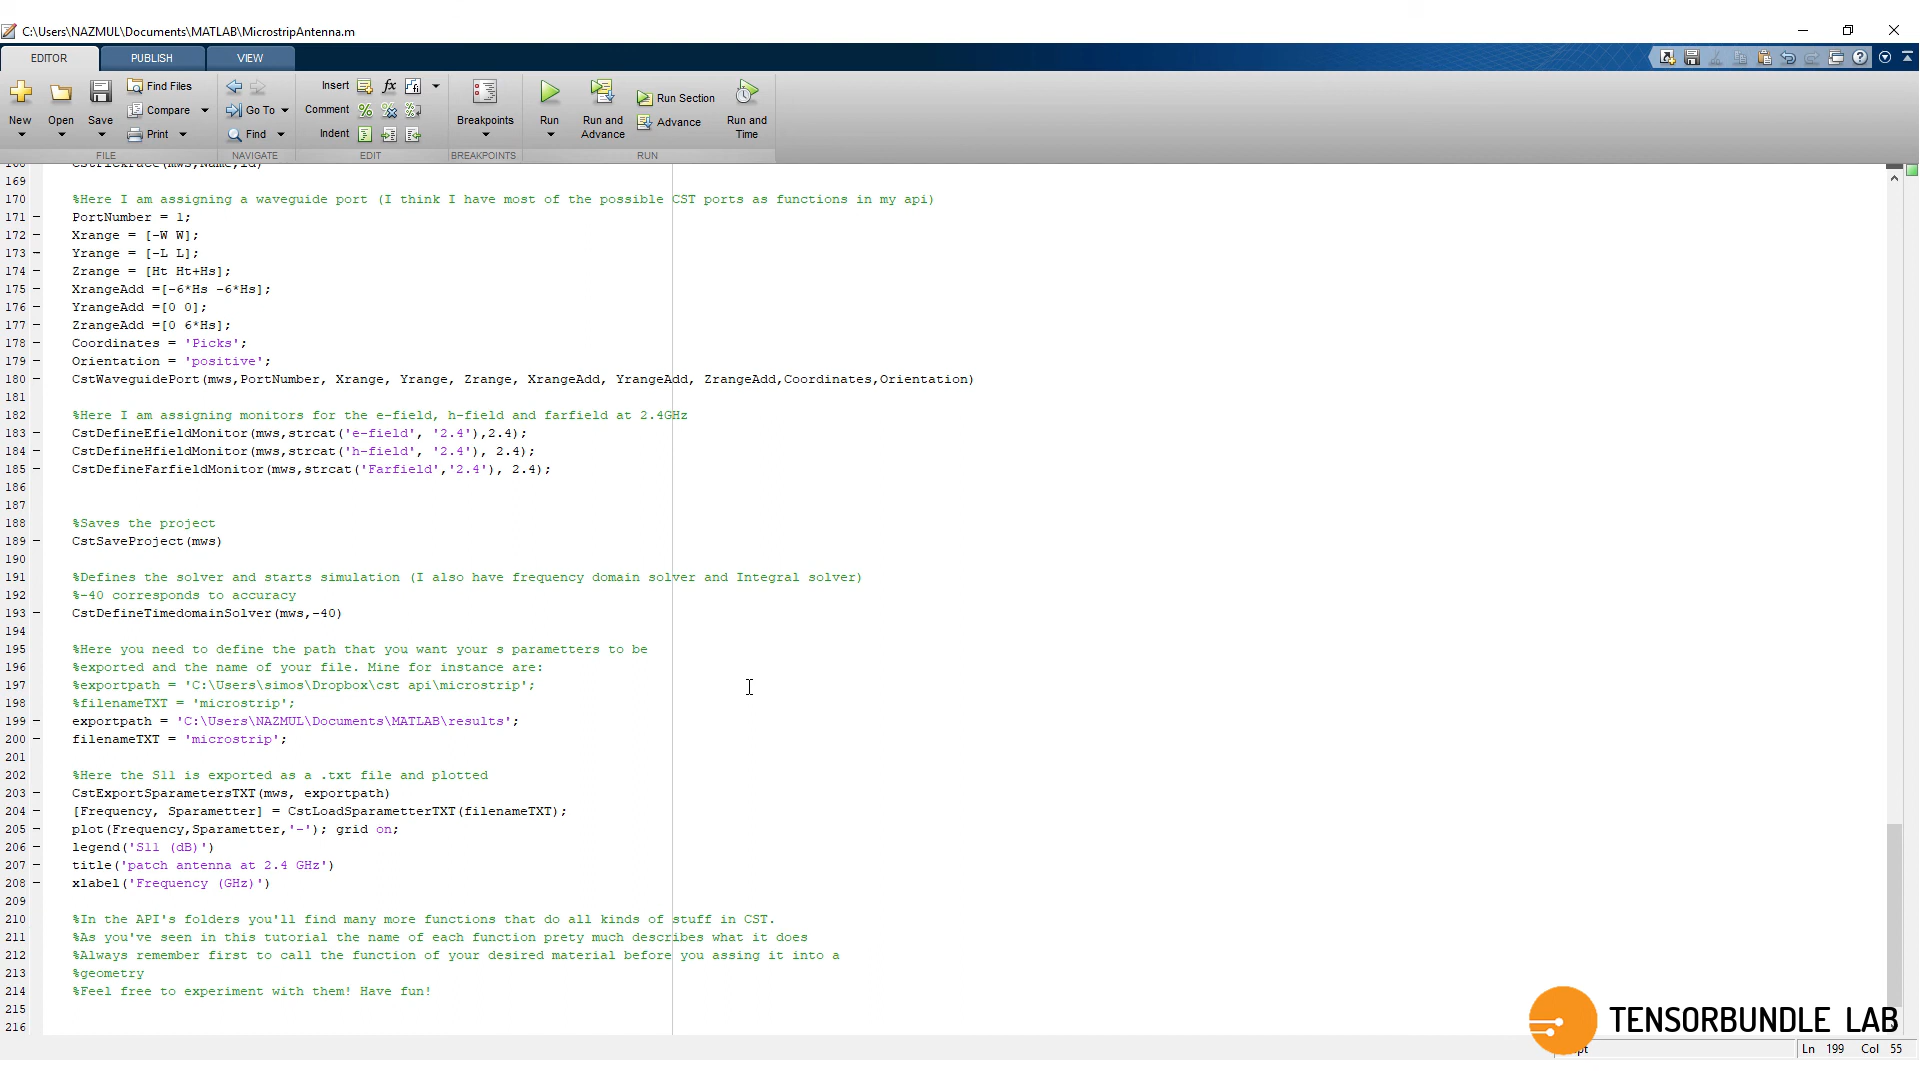 C:\Users\NAZMUL\Documents\MATLAB\MicrostripAntenna.m
EDITOR PUBLISH VIEW
New Open Save Find Files Compare Print
Go To Find
Insert fx
Comment
Indent
Breakpoints
Run
Run and Advance
Run Section
Advance
Run and Time
FILE NAVIGATE EDIT BREAKPOINTS RUN
168 CstPickFace(mws,Name,id)
169
170 %Here I am assigning a waveguide port (I think I have most of the possible CST ports as functions in my api)
171 PortNumber = 1;
172 Xrange = [-W W];
173 Yrange = [-L L];
174 Zrange = [Ht Ht+Hs];
175 XrangeAdd =[-6*Hs -6*Hs];
176 YrangeAdd =[0 0];
177 ZrangeAdd =[0 6*Hs];
178 Coordinates = 'Picks';
179 Orientation = 'positive';
180 CstWaveguidePort(mws,PortNumber, Xrange, Yrange, Zrange, XrangeAdd, YrangeAdd, ZrangeAdd,Coordinates,Orientation)
181
182 %Here I am assigning monitors for the e-field, h-field and farfield at 2.4GHz
183 CstDefineEfieldMonitor(mws,strcat('e-field', '2.4'),2.4);
184 CstDefineHfieldMonitor(mws,strcat('h-field', '2.4'), 2.4);
185 CstDefineFarfieldMonitor(mws,strcat('Farfield','2.4'), 2.4);
186
187
188 %Saves the project
189 CstSaveProject(mws)
190
191 %Defines the solver and starts simulation (I also have frequency domain solver and Integral solver)
192 %-40 corresponds to accuracy
193 CstDefineTimedomainSolver(mws,-40)
194
195 %Here you need to define the path that you want your s parametters to be
196 %exported and the name of your file. Mine for instance are:
197 %exportpath = 'C:\Users\simos\Dropbox\cst api\microstrip';
198 %filenameTXT = 'microstrip';
199 exportpath = 'C:\Users\NAZMUL\Documents\MATLAB\results';
200 filenameTXT = 'microstrip';
201
202 %Here the S11 is exported as a .txt file and plotted
203 CstExportSparametersTXT(mws, exportpath)
204 [Frequency, Sparametter] = CstLoadSparametterTXT(filenameTXT);
205 plot(Frequency,Sparametter,'-'); grid on;
206 legend('S11 (dB)')
207 title('patch antenna at 2.4 GHz')
208 xlabel('Frequency (GHz)')
209
210 %In the API's folders you'll find many more functions that do all kinds of stuff in CST.
211 %As you've seen in this tutorial the name of each function prety much describes what it does
212 %Always remember first to call the function of your desired material before you assing it into a
213 %geometry
214 %Feel free to experiment with them! Have fun!
215
216
TENSORBUNDLE LAB
Ln 199 Col 55